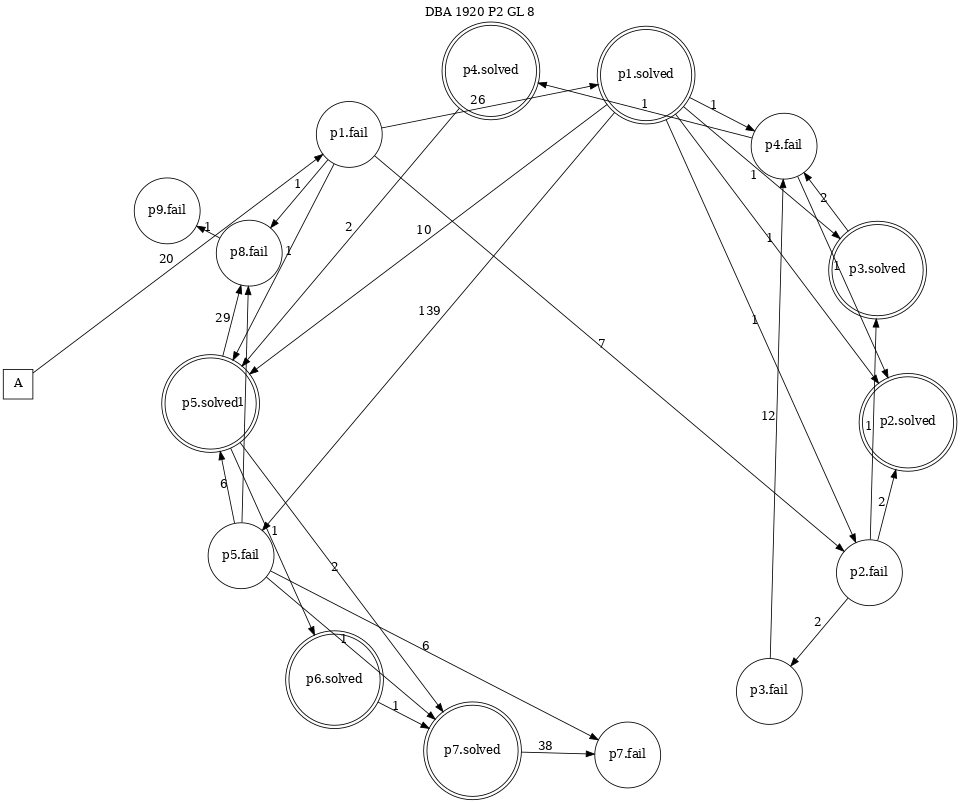 DBA 1920 P2 GL 8
p4.solved
p1.solved
26
1
1
p1.fail
p4.fail
1
1
2
p9.fail
1
p8.fail
2
10
1
20
1
1
p3.solved
29
139
1
7
A
p5.solved
1
12
1
p2.solved
6
1
2
2
p5.fail
p2.fail
2
1
6
p6.solved
1
p3.fail
38
p7.solved
p7.fail